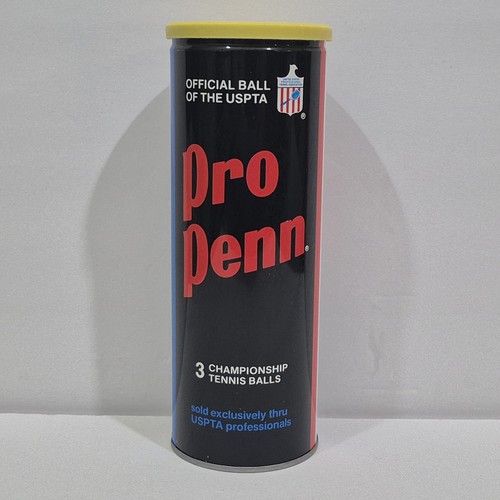 OFFICIAL BALL
OF THE USPTA
®
pro
penn®
3 CHAMPIONSHIP
TENNIS BALLS
sold exclusively thru
USPTA professionals